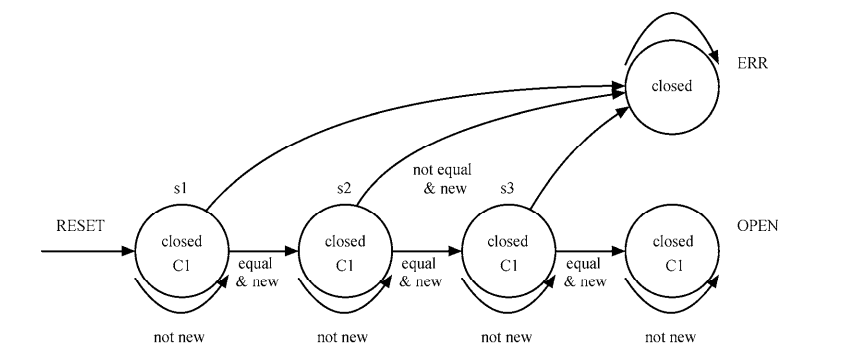 ERR
closed
not equal
& new
s1
s2
s3
RESET
OPEN
closed
C1
closed
C1
closed
C1
closed
C1
equal
& new
equal
& new
equal
& new
not new
not new
not new
not new